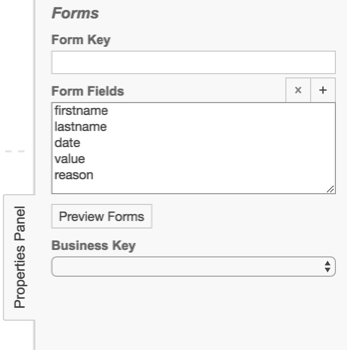 Forms
Form Key
Form Fields
x +
firstname
lastname
date
value
reason
Preview Forms
Business Key
Properties Panel